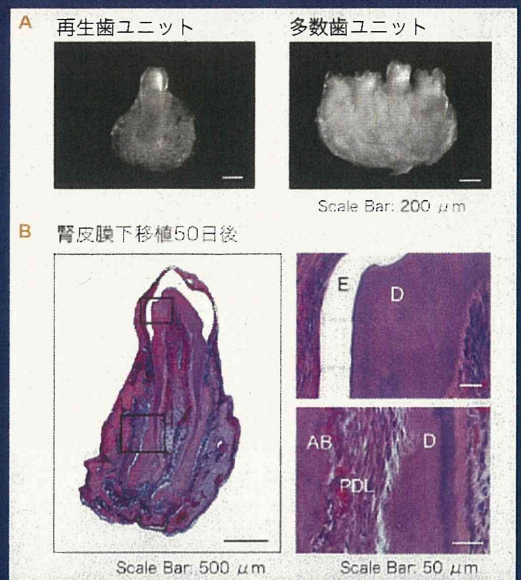 A 再生歯ユニット 多数歯ユニット
Scale Bar: 200 μm
B 腎皮膜下移植50日後
E D
AB D
PDL
Scale Bar: 500 μm Scale Bar: 50 μm